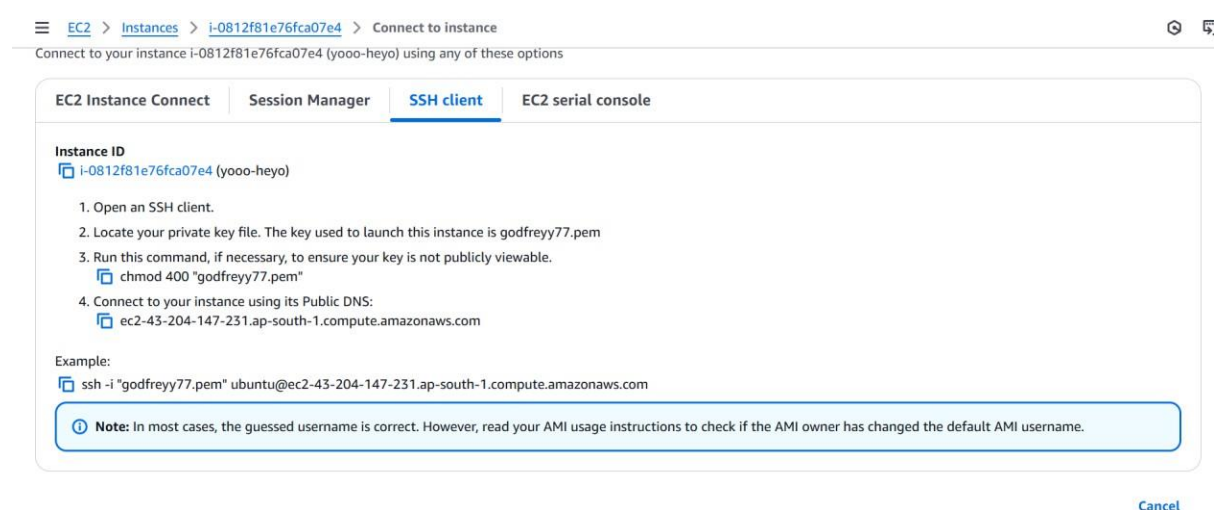 EC2 > Instances > i-0812f81e76fca07e4 > Connect to instance
Connect to your instance i-0812f81e76fca07e4 (yooo-heyo) using any of these options
EC2 Instance Connect Session Manager SSH client EC2 serial console
Instance ID
i-0812f81e76fca07e4 (yooo-heyo)
1. Open an SSH client.
2. Locate your private key file. The key used to launch this instance is godfreyy77.pem
3. Run this command, if necessary, to ensure your key is not publicly viewable.
chmod 400 "godfreyy77.pem"
4. Connect to your instance using its Public DNS:
ec2-43-204-147-231.ap-south-1.compute.amazonaws.com
Example:
ssh -i "godfreyy77.pem" ubuntu@ec2-43-204-147-231.ap-south-1.compute.amazonaws.com
Note: In most cases, the guessed username is correct. However, read your AMI usage instructions to check if the AMI owner has changed the default AMI username.
Cancel